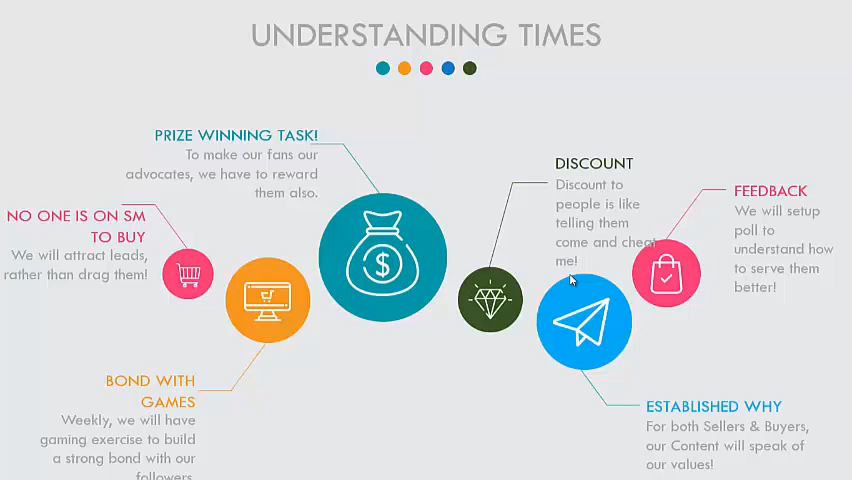 UNDERSTANDING TIMES
PRIZE WINNING TASK!
To make our fans our
advocates, we have to reward
them also.
NO ONE IS ON SM
TO BUY
We will attract leads,
rather than drag them!
BOND WITH
GAMES
Weekly, we will have
gaming exercise to build
a strong bond with our
followers.
$
DISCOUNT
Discount to
people is like
telling them
come and cheat
me!
FEEDBACK
We will setup
poll to
understand how
to serve them
better!
ESTABLISHED WHY
For both Sellers & Buyers,
our Content will speak of
our values!